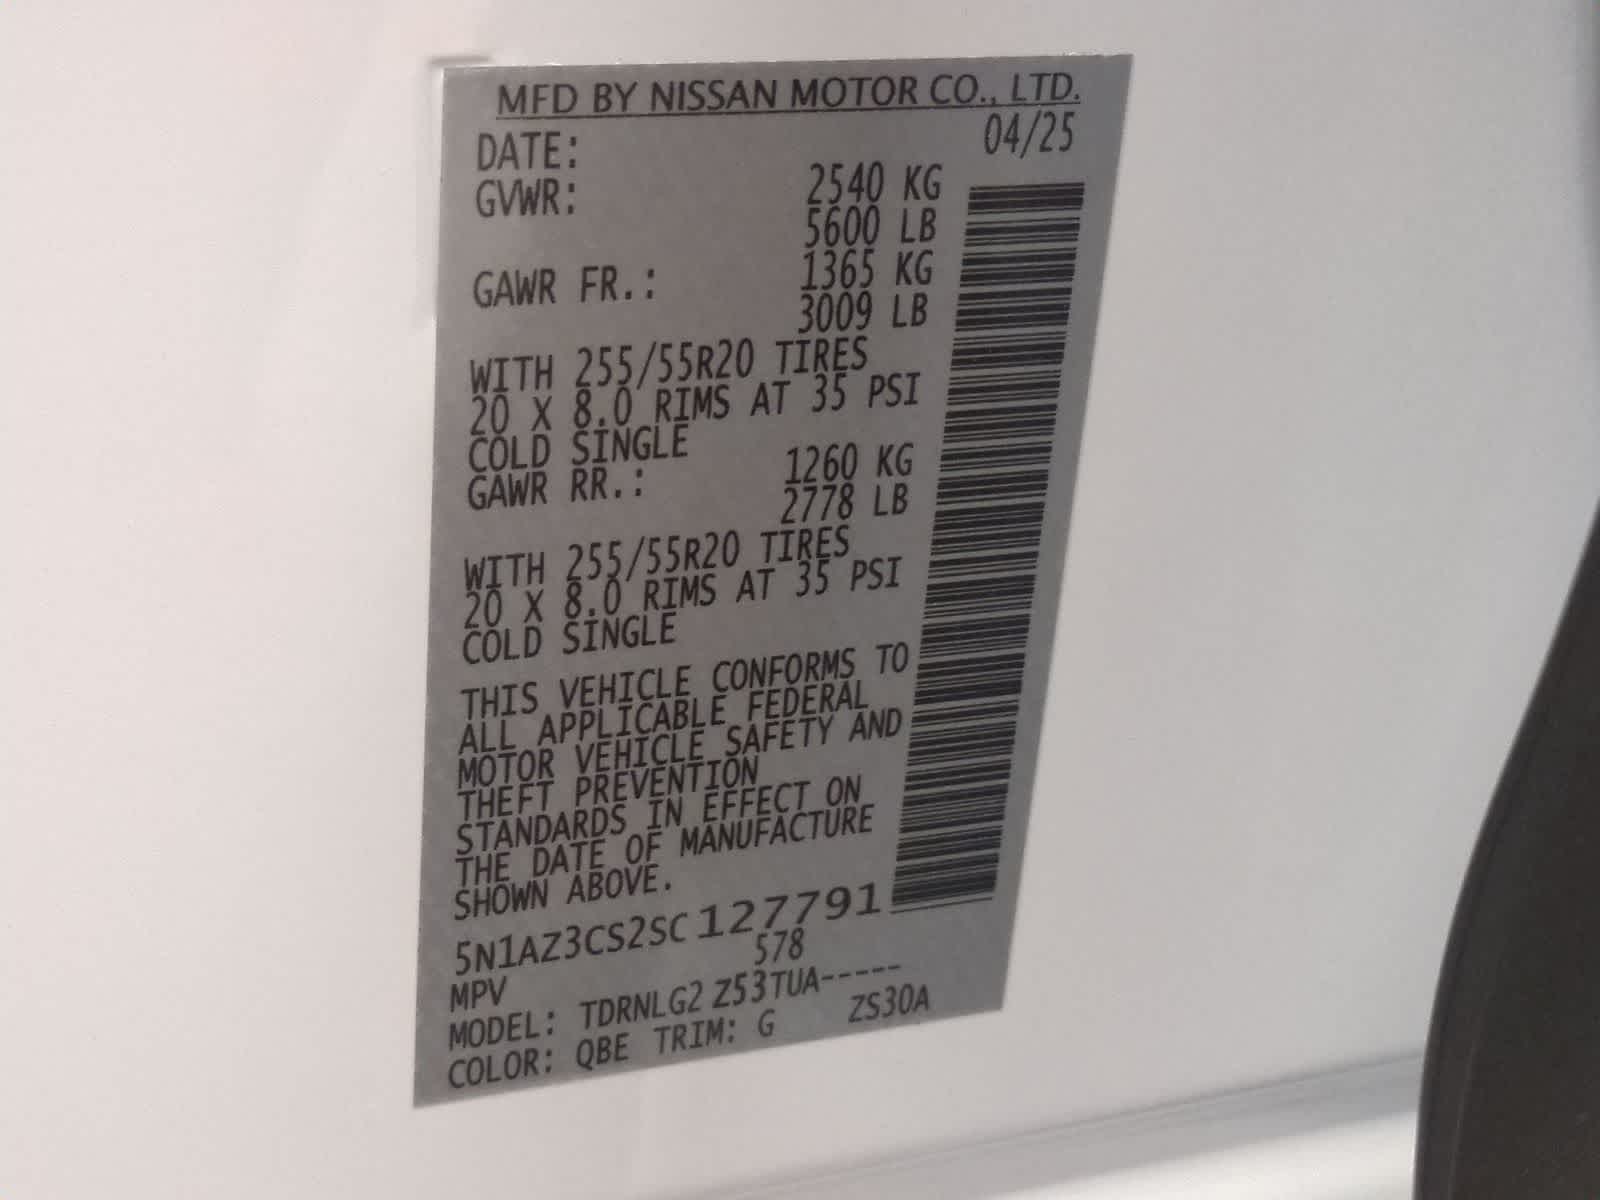 MFD BY NISSAN MOTOR CO., LTD.
DATE: 04/25
GVWR: 2540 KG
5600 LB
GAWR FR.: 1365 KG
3009 LB
WITH 255/55R20 TIRES
20 X 8.0 RIMS AT 35 PSI
COLD SINGLE
GAWR RR.: 1260 KG
2778 LB
WITH 255/55R20 TIRES
20 X 8.0 RIMS AT 35 PSI
COLD SINGLE
THIS VEHICLE CONFORMS TO
ALL APPLICABLE FEDERAL
MOTOR VEHICLE SAFETY AND
THEFT PREVENTION
STANDARDS IN EFFECT ON
THE DATE OF MANUFACTURE
SHOWN ABOVE.
5N1AZ3CS2SC127791
MPV 578
MODEL: TDRNLG2 Z53TUA-----
COLOR: QBE TRIM: G ZS30A